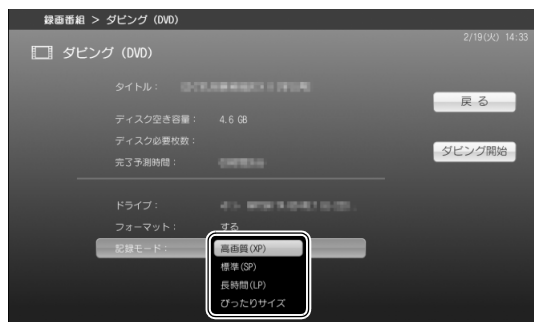 録画番組 > ダビング (DVD)
2/19(火) 14:33
ダビング (DVD)
タイトル：
戻る
ディスク空き容量： 4.6 GB
ディスク必要枚数：
ダビング開始
完了予測時間：
ドライブ：
フォーマット： する
記録モード： 高画質(XP)
標準(SP)
長時間(LP)
ぴったりサイズ